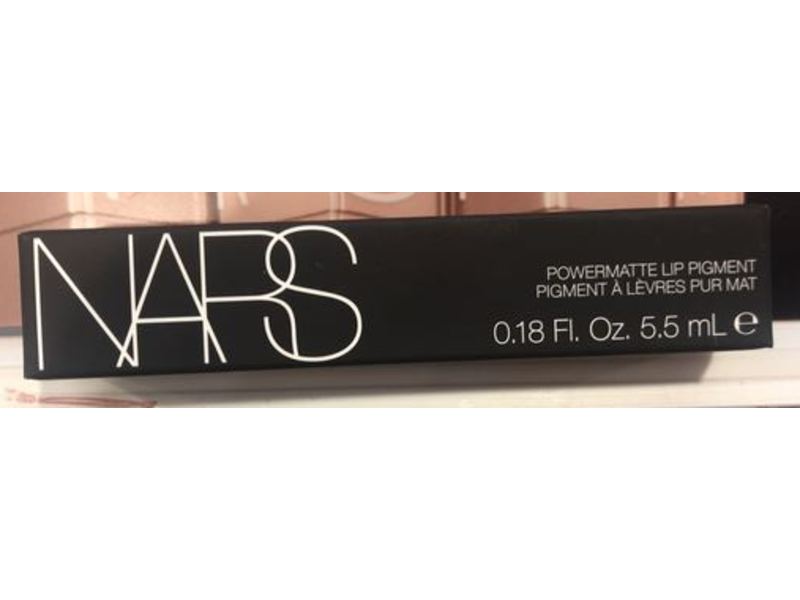 NARS
POWERMATTE LIP PIGMENT
PIGMENT À LÈVRES PUR MAT
0.18 Fl. Oz. 5.5 mL ℮